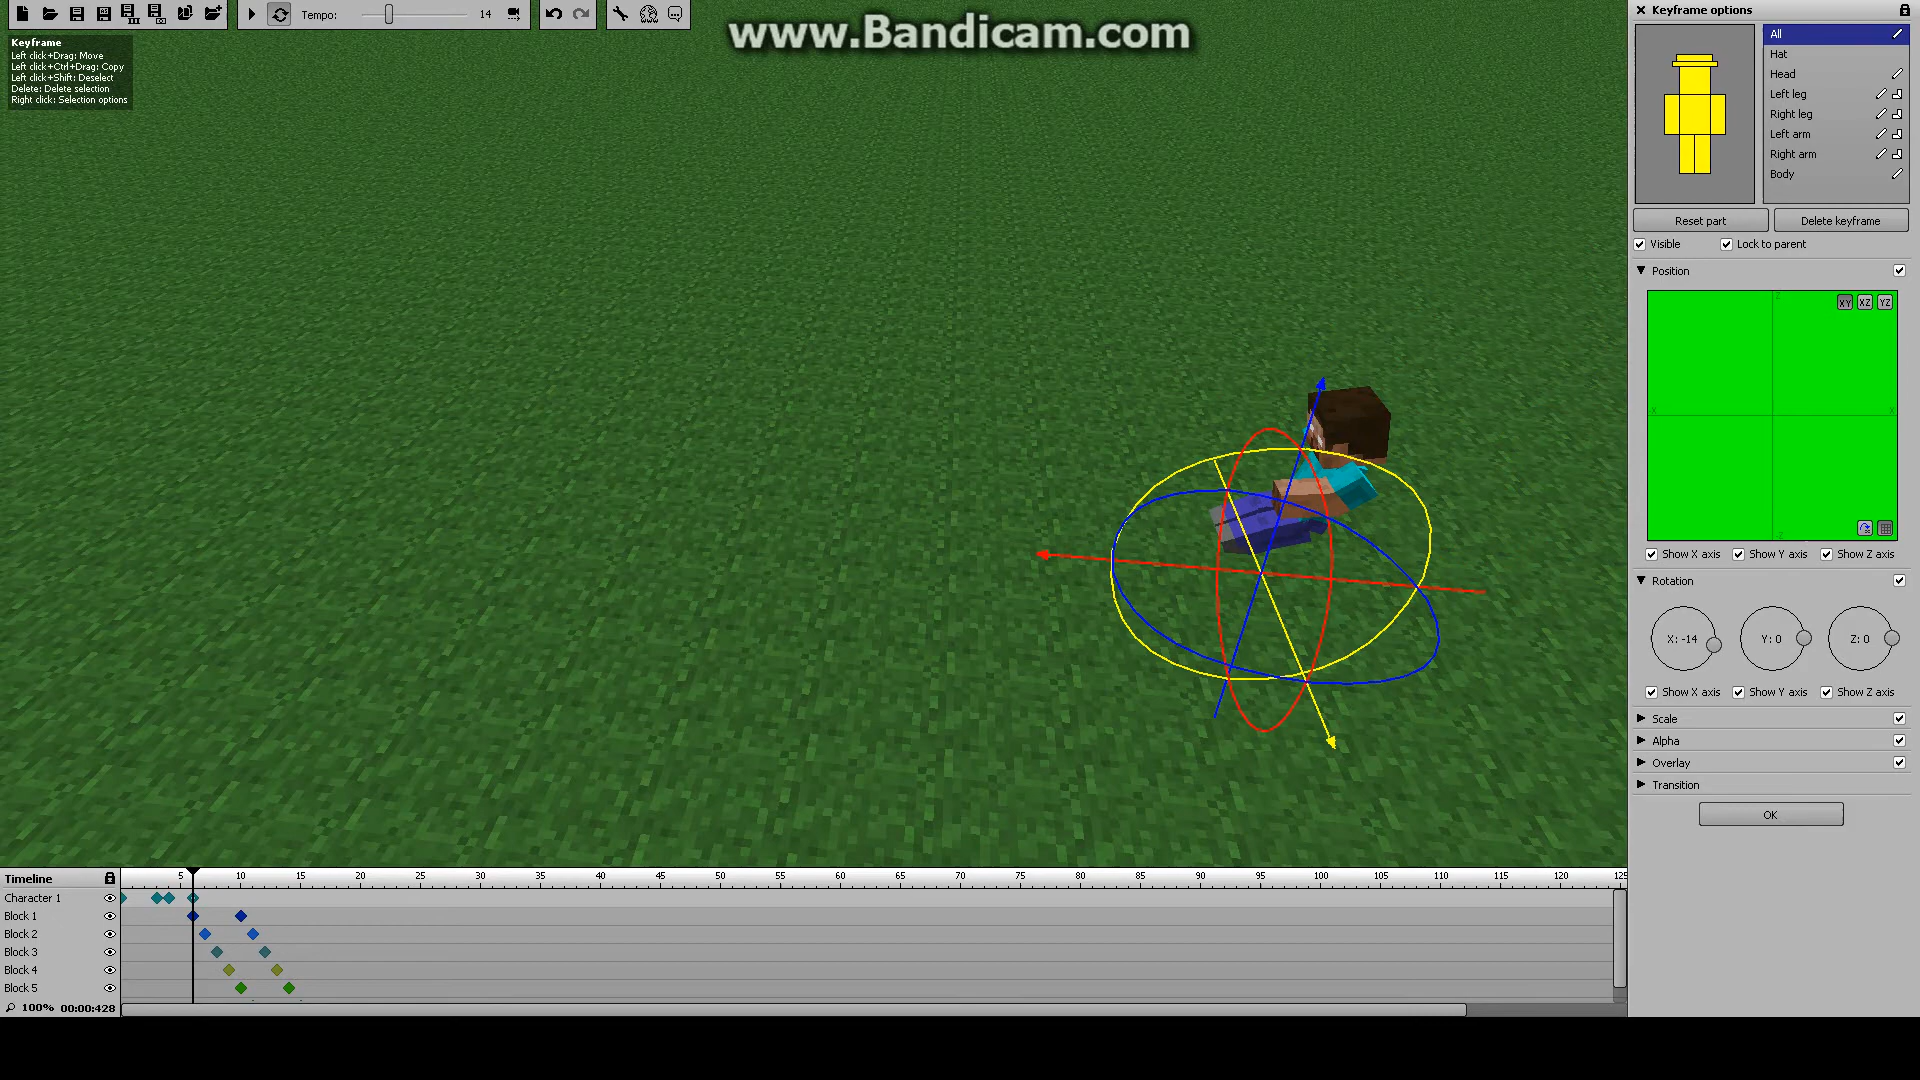 Tempo:
14
www.Bandicam.com
Keyframe
Left click+Drag: Move
Left click+Ctrl+Drag: Copy
Left click+Shift: Deselect
Delete: Delete selection
Right click: Selection options
Keyframe options
All
Hat
Head
Left leg
Right leg
Left arm
Right arm
Body
Reset part
Delete keyframe
Visible
Lock to parent
Position
XY XZ YZ
Z
-X X
-Z
Show X axis Show Y axis Show Z axis
Rotation
X: -14 Y: 0 Z: 0
Show X axis Show Y axis Show Z axis
Scale
Alpha
Overlay
Transition
OK
Timeline
5 10 15 20 25 30 35 40 45 50 55 60 65 70 75 80 85 90 95 100 105 110 115 120 125
Character 1
Block 1
Block 2
Block 3
Block 4
Block 5
100% 00:00:428